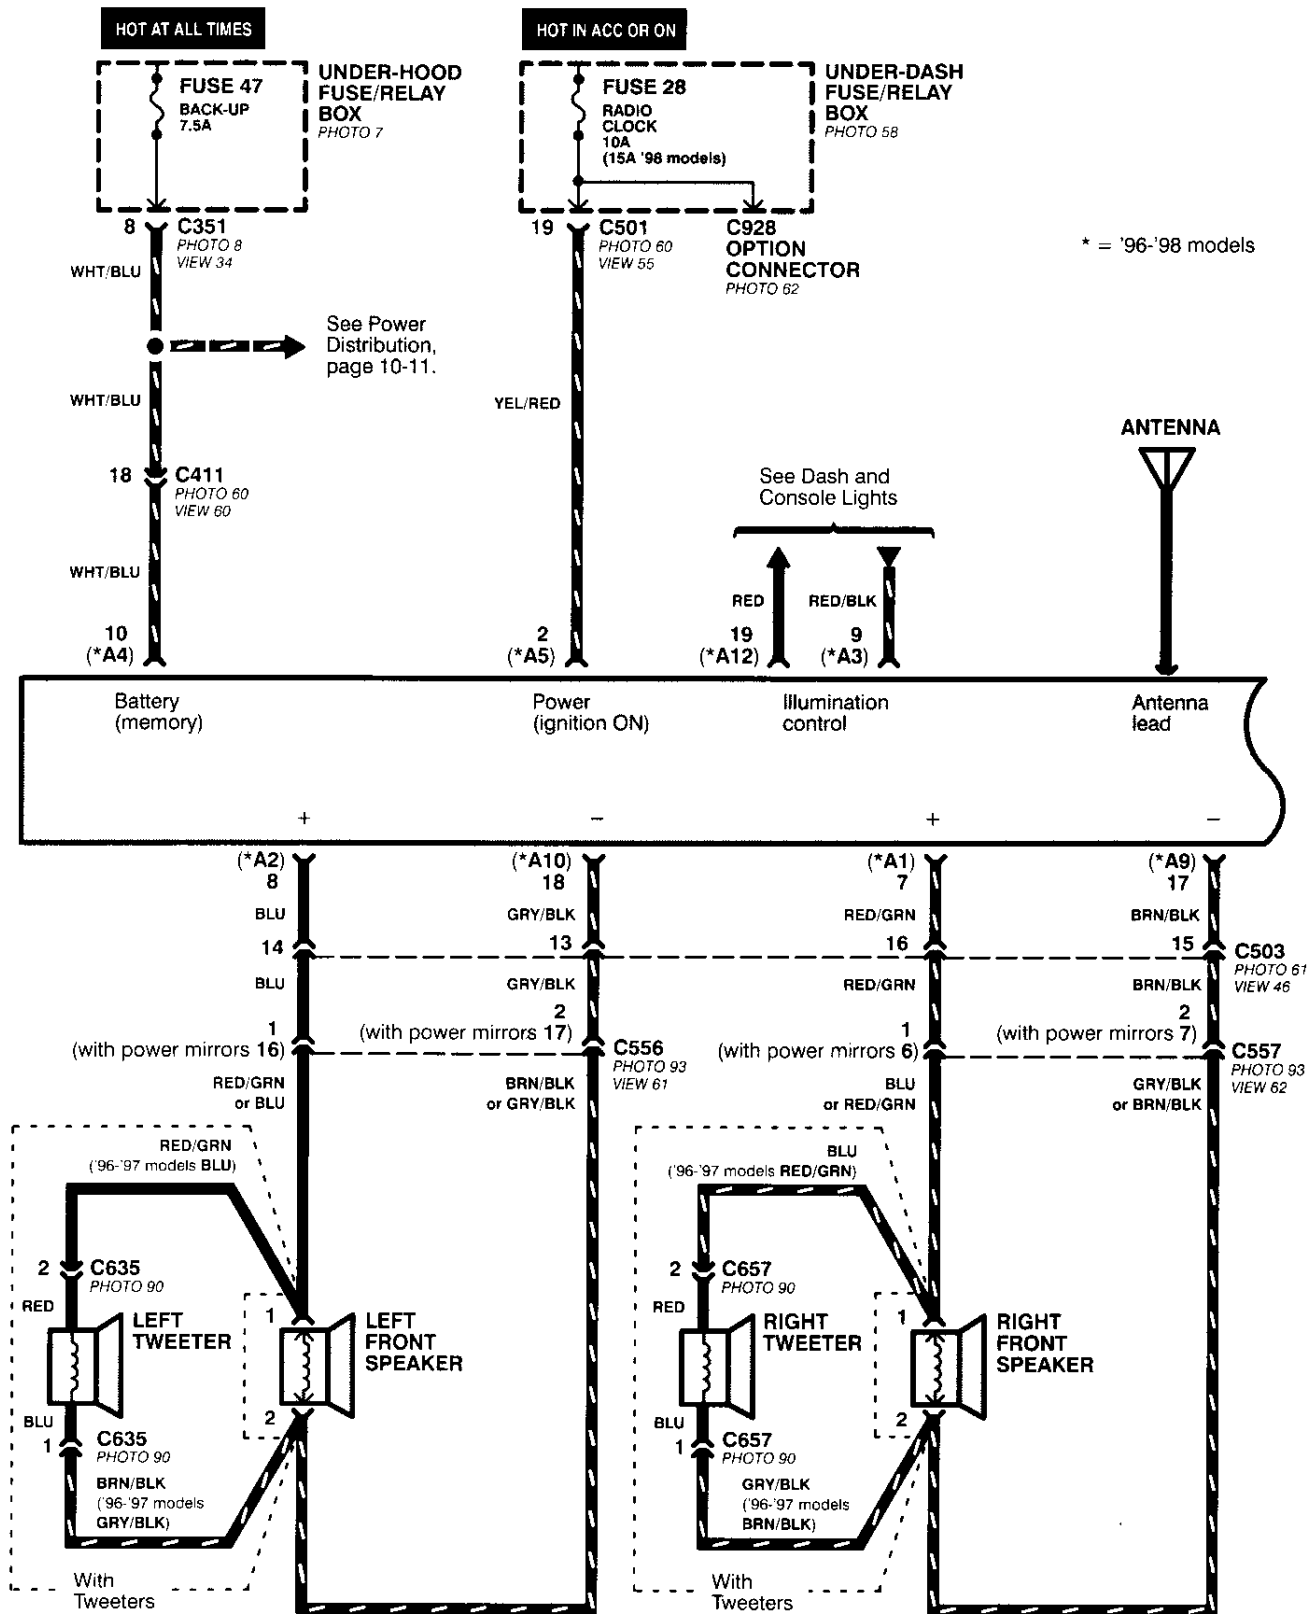 HOT AT ALL TIMES
HOT IN ACC OR ON
FUSE 47
BACK-UP
7.5A
UNDER-HOOD
FUSE/RELAY
BOX
PHOTO 7
FUSE 28
RADIO
CLOCK
10A
(15A '98 models)
UNDER-DASH
FUSE/RELAY
BOX
PHOTO 58
8
C351
PHOTO 8
VIEW 34
19
C501
PHOTO 60
VIEW 55
C928
OPTION
CONNECTOR
PHOTO 62
* = '96-'98 models
WHT/BLU
See Power
Distribution,
page 10-11.
WHT/BLU
YEL/RED
18
C411
PHOTO 60
VIEW 60
See Dash and
Console Lights
ANTENNA
WHT/BLU
RED
RED/BLK
10
(*A4)
2
(*A5)
19
(*A12)
9
(*A3)
Battery
(memory)
Power
(ignition ON)
Illumination
control
Antenna
lead
+
−
+
−
(*A2)
8
(*A10)
18
(*A1)
7
(*A9)
17
BLU
GRY/BLK
RED/GRN
BRN/BLK
14
13
16
15
C503
PHOTO 61
VIEW 46
BLU
GRY/BLK
RED/GRN
BRN/BLK
1
(with power mirrors 16)
2
(with power mirrors 17)
C556
PHOTO 93
VIEW 61
1
(with power mirrors 6)
2
(with power mirrors 7)
C557
PHOTO 93
VIEW 62
RED/GRN
or BLU
BRN/BLK
or GRY/BLK
BLU
or RED/GRN
GRY/BLK
or BRN/BLK
RED/GRN
('96-'97 models BLU)
BLU
('96-'97 models RED/GRN)
2
C635
PHOTO 90
RED
LEFT
TWEETER
1
LEFT
FRONT
SPEAKER
2
BLU
1
C635
PHOTO 90
BRN/BLK
('96-'97 models
GRY/BLK)
With
Tweeters
2
C657
PHOTO 90
RED
RIGHT
TWEETER
1
RIGHT
FRONT
SPEAKER
2
BLU
1
C657
PHOTO 90
GRY/BLK
('96-'97 models
BRN/BLK)
With
Tweeters